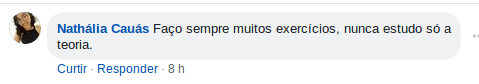 Nathália Cauás Faço sempre muitos exercícios, nunca estudo só a
teoria.
Curtir · Responder · 8 h